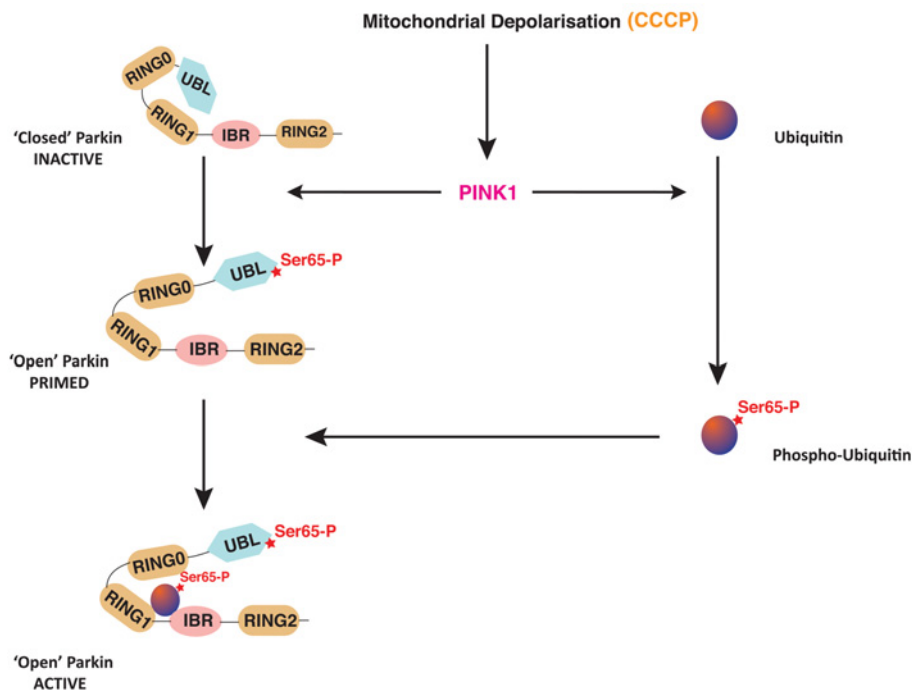 Mitochondrial Depolarisation (CCCP)
RING0
UBL
RING1
IBR
RING2
'Closed' Parkin
INACTIVE
Ubiquitin
PINK1
Ser65-P
UBL
RING0
RING1
IBR
RING2
'Open' Parkin
PRIMED
Ser65-P
Phospho-Ubiquitin
Ser65-P
UBL
RING0
Ser65-P
RING1
IBR
RING2
'Open' Parkin
ACTIVE